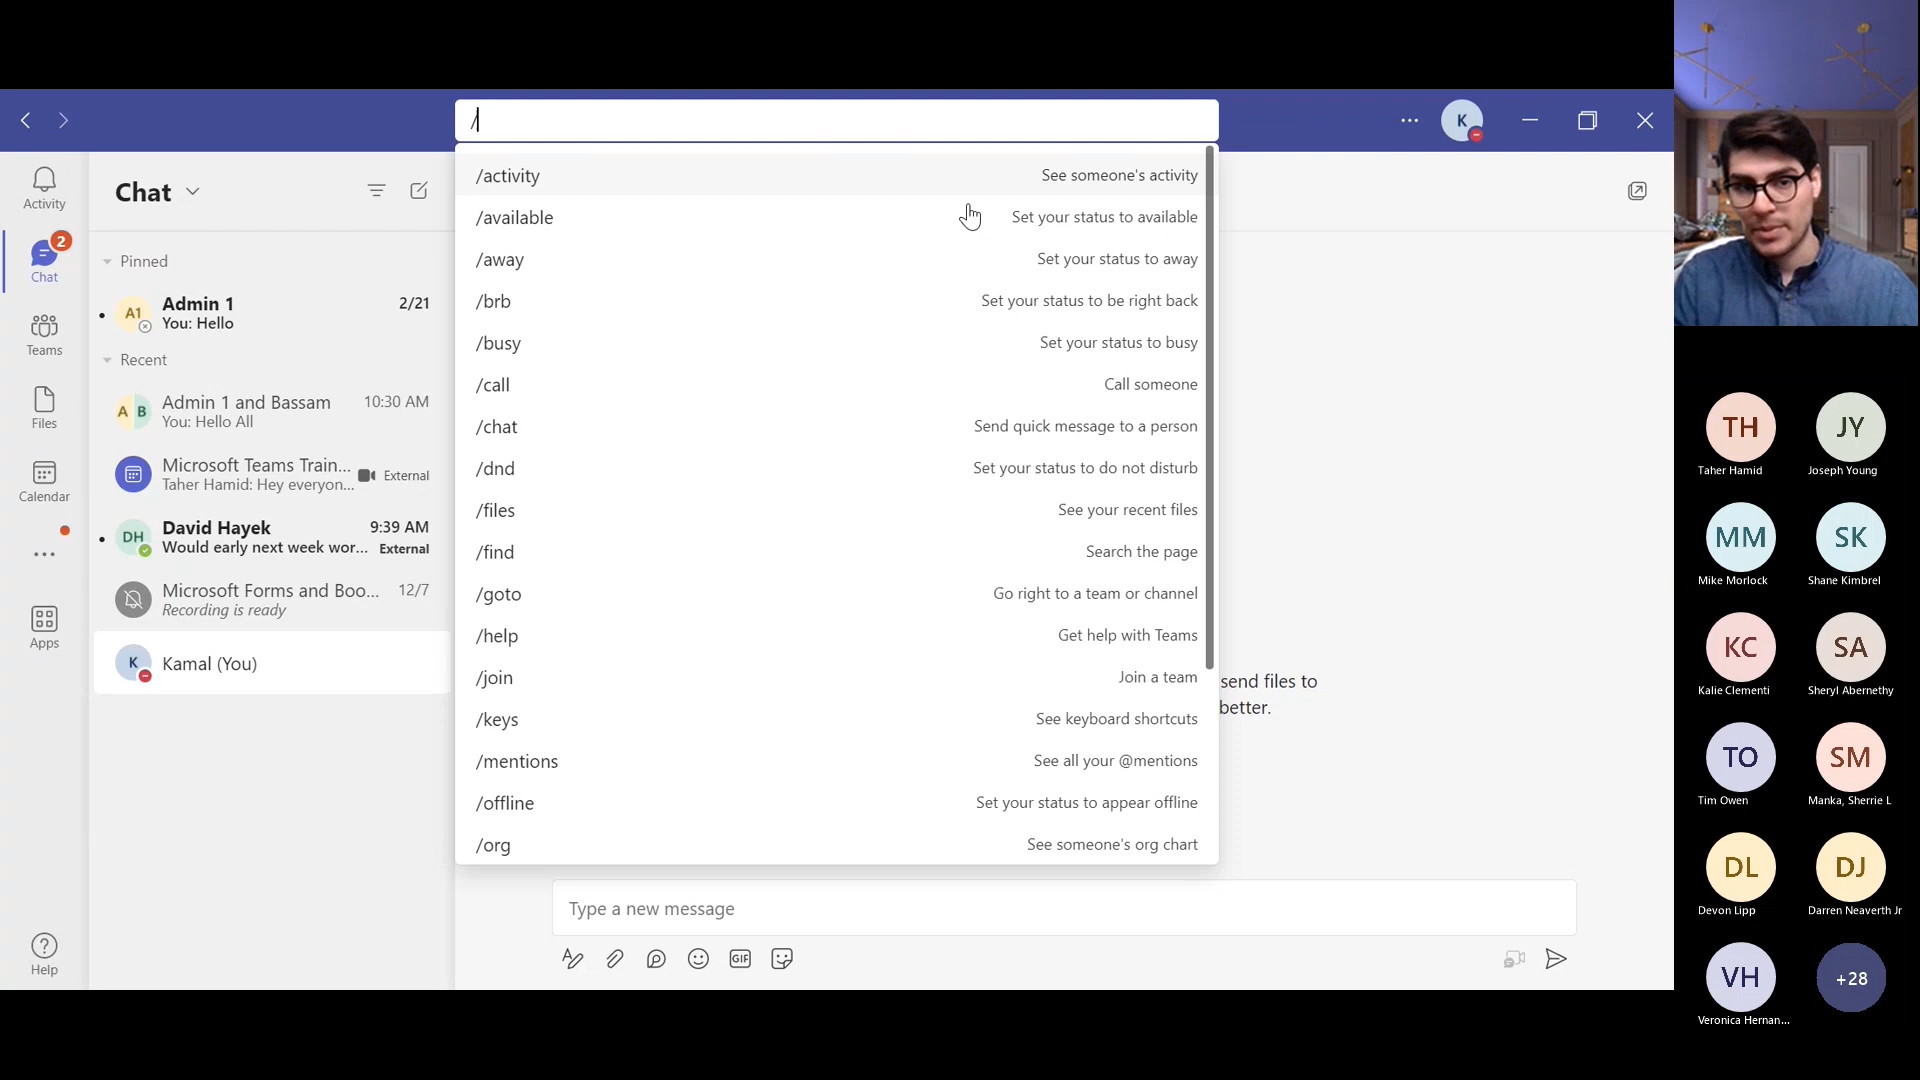 /
K
Activity
2
Chat
Teams
Files
Calendar
Apps
Help
Chat
Pinned
A1
Admin 1
2/21
You: Hello
Recent
A B
Admin 1 and Bassam
10:30 AM
You: Hello All
Microsoft Teams Train...
External
Taher Hamid: Hey everyon...
DH
David Hayek
9:39 AM
Would early next week wor...
External
Microsoft Forms and Boo...
12/7
Recording is ready
K
Kamal (You)
/activity See someone's activity
/available Set your status to available
/away Set your status to away
/brb Set your status to be right back
/busy Set your status to busy
/call Call someone
/chat Send quick message to a person
/dnd Set your status to do not disturb
/files See your recent files
/find Search the page
/goto Go right to a team or channel
/help Get help with Teams
/join Join a team
/keys See keyboard shortcuts
/mentions See all your @mentions
/offline Set your status to appear offline
/org See someone's org chart
send files to
better.
Type a new message
GIF
TH
Taher Hamid
JY
Joseph Young
MM
Mike Morlock
SK
Shane Kimbrel
KC
Kalie Clementi
SA
Sheryl Abernethy
TO
Tim Owen
SM
Manka, Sherrie L
DL
Devon Lipp
DJ
Darren Neaverth Jr
VH
Veronica Hernan...
+28